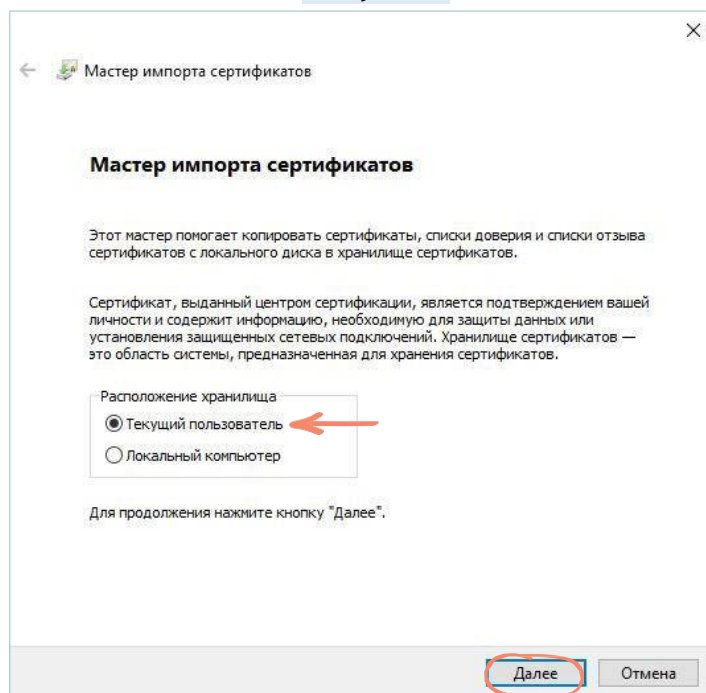 Мастер импорта сертификатов
Мастер импорта сертификатов
Этот мастер помогает копировать сертификаты, списки доверия и списки отзыва
сертификатов с локального диска в хранилище сертификатов.
Сертификат, выданный центром сертификации, является подтверждением вашей
личности и содержит информацию, необходимую для защиты данных или
установления защищенных сетевых подключений. Хранилище сертификатов —
это область системы, предназначенная для хранения сертификатов.
Расположение хранилища
Текущий пользователь
Локальный компьютер
Для продолжения нажмите кнопку "Далее".
Далее
Отмена